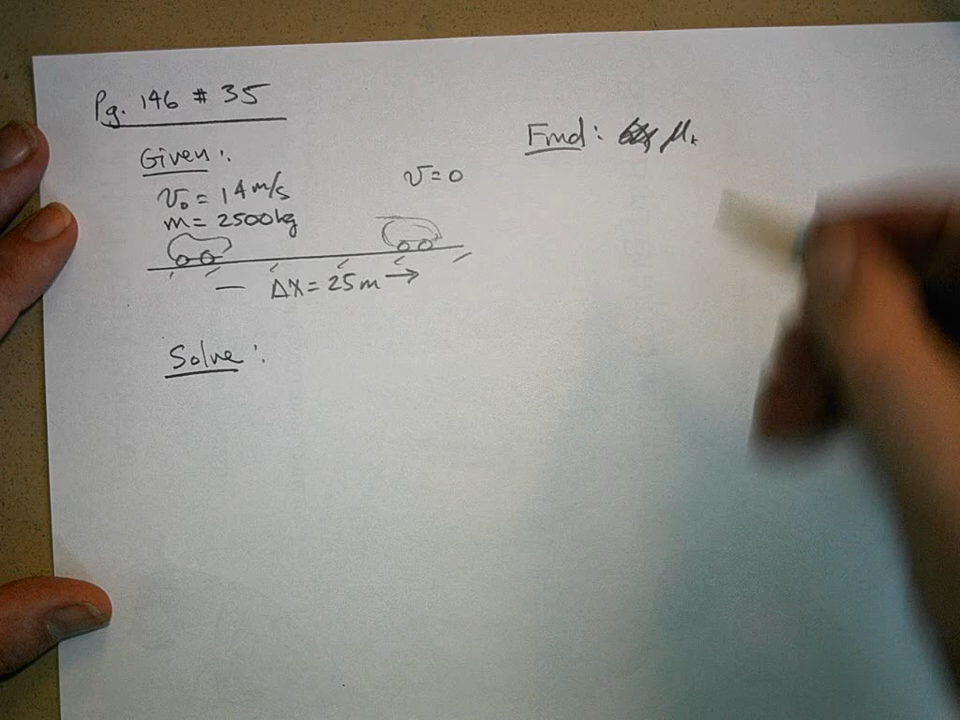 Pg. 146 # 35
Given:
v₀ = 14 m/s
m = 2500 kg
v = 0
Δx = 25 m →
Find: μₖ
Solve: